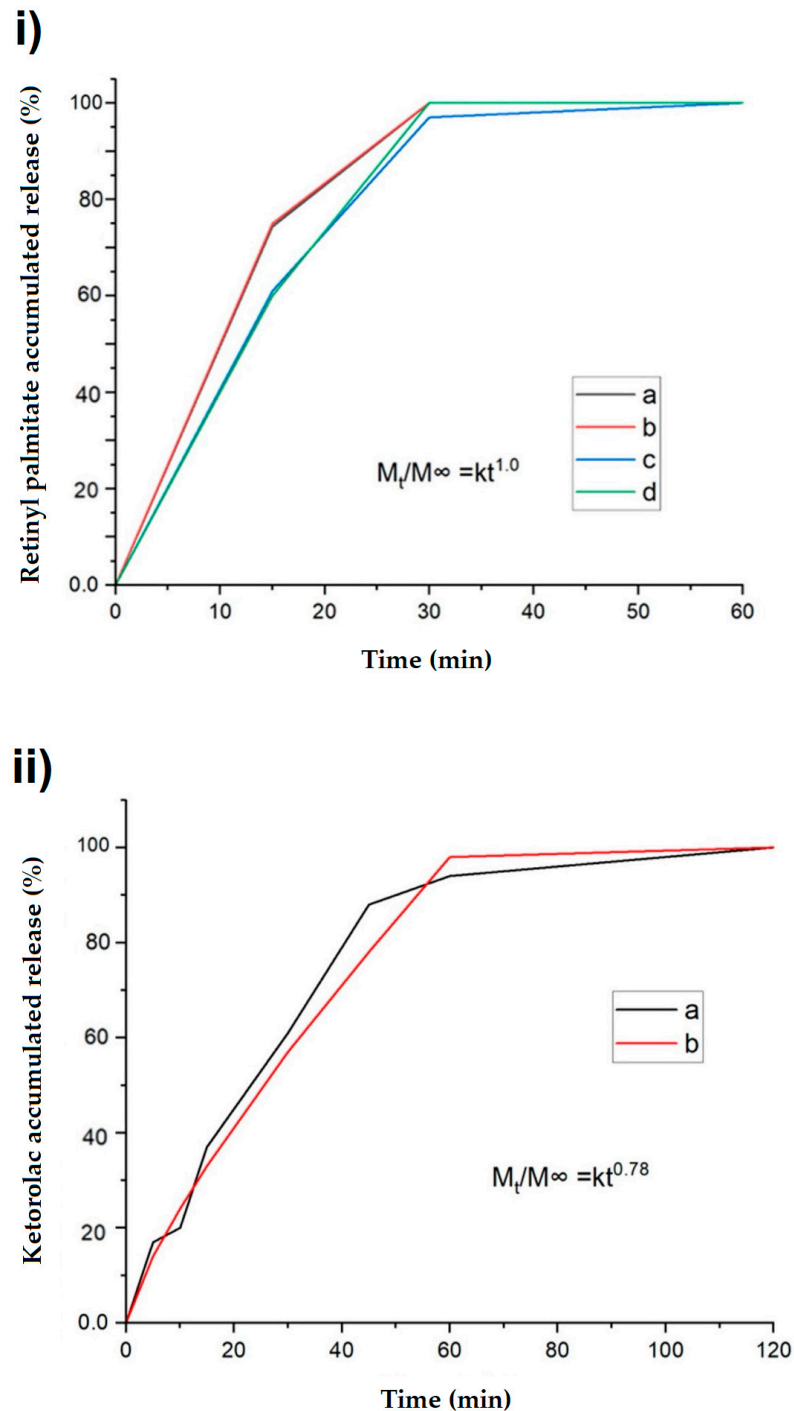 i)
Retinyl palmitate accumulated release (%)
100
80
60
40
20
0.0
a
b
c
d
Mt/M∞ =kt1.0
0 10 20 30 40 50 60
Time (min)
ii)
Ketorolac accumulated release (%)
100
80
60
40
20
0.0
a
b
Mt/M∞ =kt0.78
0 20 40 60 80 100 120
Time (min)